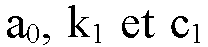 a₀, k₁ et c₁